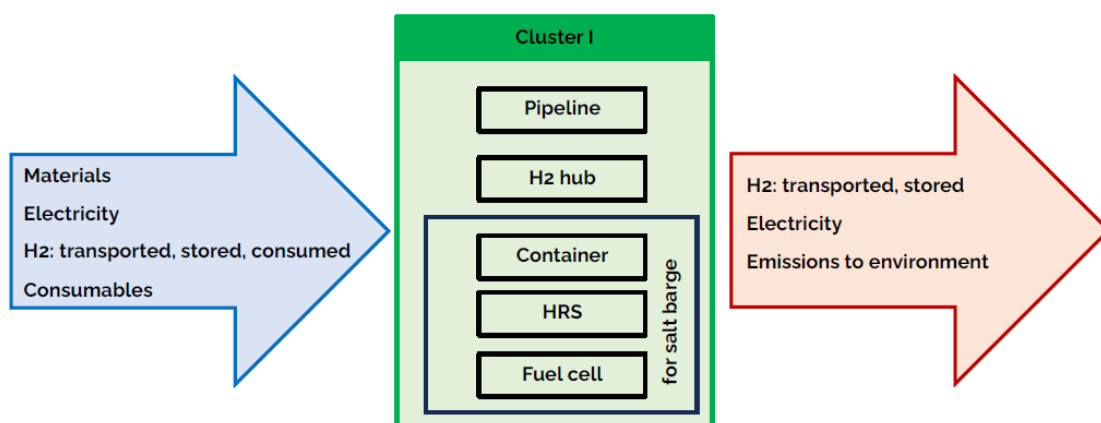 Cluster I
Pipeline
H2 hub
Container
HRS
Fuel cell
for salt barge
Materials
Electricity
H2: transported, stored, consumed
Consumables
H2: transported, stored
Electricity
Emissions to environment